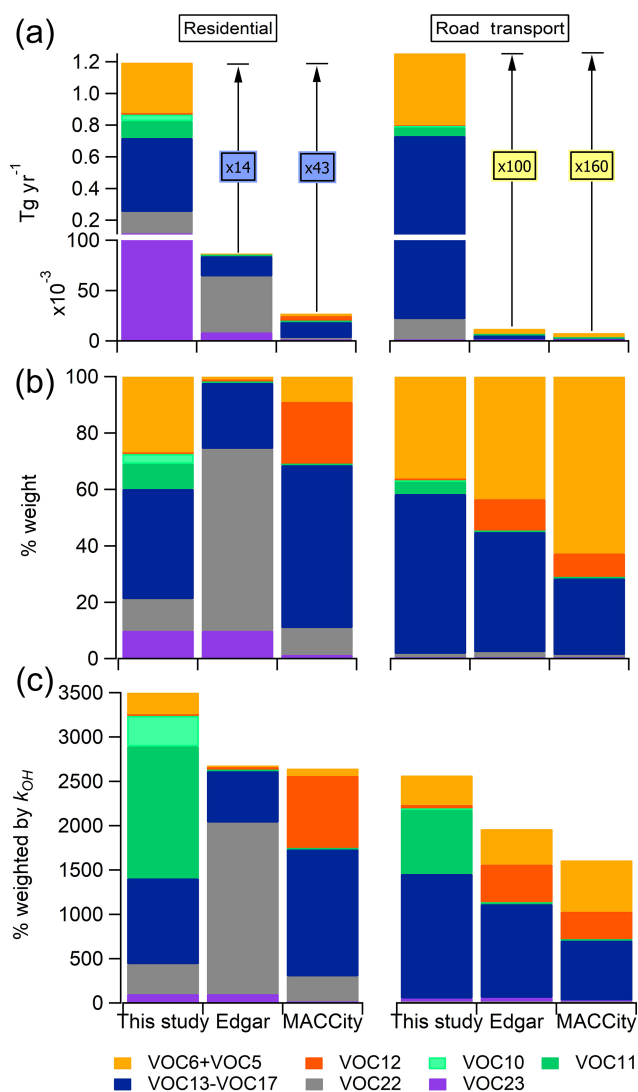 (a)
Residential
Road transport
1.2
1.0
0.8
0.6
0.4
0.2
Tg yr⁻¹
x14
x43
x100
x160
100
50
0
x10⁻³
(b)
100
80
60
40
20
0
% weight
(c)
3500
3000
2500
2000
1500
1000
500
0
% weighted by k_OH
This study Edgar MACCity
This study Edgar MACCity
VOC6+VOC5 VOC12 VOC10 VOC11
VOC13-VOC17 VOC22 VOC23